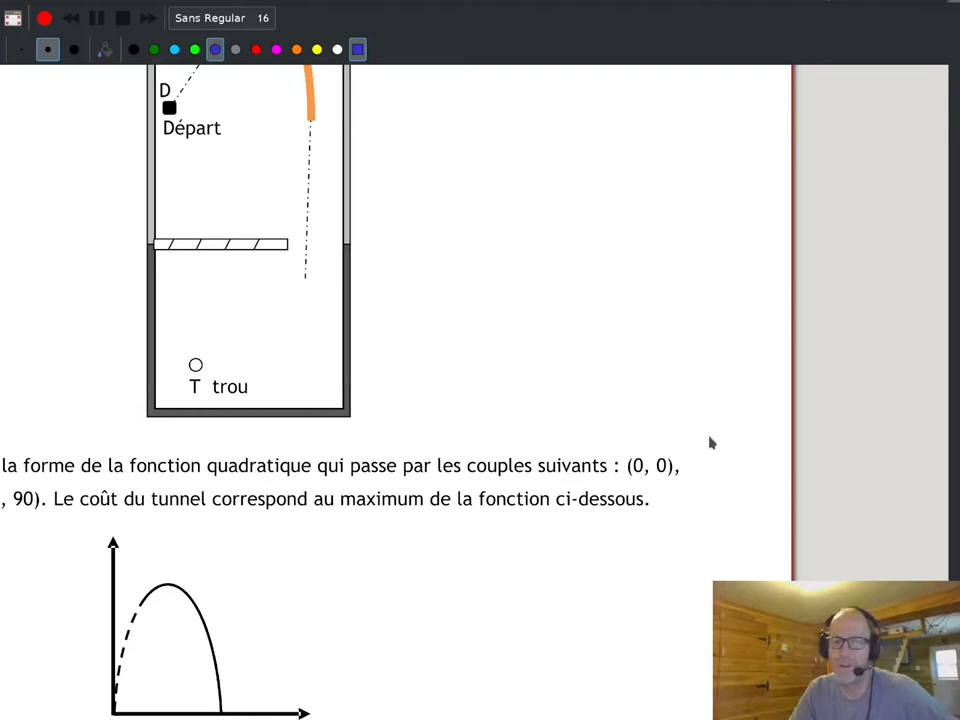 Sans Regular 16
D
Départ
T trou
la forme de la fonction quadratique qui passe par les couples suivants : (0, 0),
, 90). Le coût du tunnel correspond au maximum de la fonction ci-dessous.